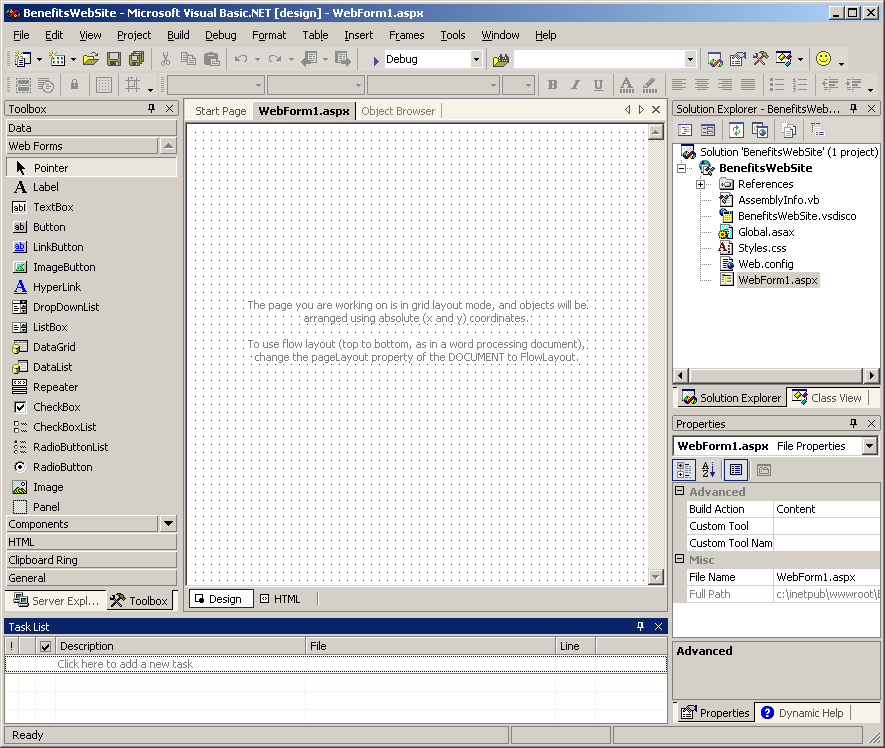 BenefitsWebSite - Microsoft Visual Basic.NET [design] - WebForm1.aspx
File Edit View Project Build Debug Format Table Insert Frames Tools Window Help
Debug
B I U A
Toolbox
Data
Web Forms
Pointer
Label
TextBox
Button
LinkButton
ImageButton
HyperLink
DropDownList
ListBox
DataGrid
DataList
Repeater
CheckBox
CheckBoxList
RadioButtonList
RadioButton
Image
Panel
Components
HTML
Clipboard Ring
General
Server Expl... Toolbox
Start Page WebForm1.aspx Object Browser
The page you are working on is in grid layout mode, and objects will be
arranged using absolute (x and y) coordinates.
To use flow layout (top to bottom, as in a word processing document),
change the pageLayout property of the DOCUMENT to FlowLayout.
Design HTML
Solution Explorer - BenefitsWeb...
Solution 'BenefitsWebSite' (1 project)
BenefitsWebSite
References
AssemblyInfo.vb
BenefitsWebSite.vsdisco
Global.asax
Styles.css
Web.config
WebForm1.aspx
Solution Explorer Class View
Properties
WebForm1.aspx File Properties
Advanced
Build Action Content
Custom Tool
Custom Tool Nam
Misc
File Name WebForm1.aspx
Full Path c:\inetpub\wwwroot\
Advanced
Properties Dynamic Help
Task List
! Description File Line
Click here to add a new task
Ready